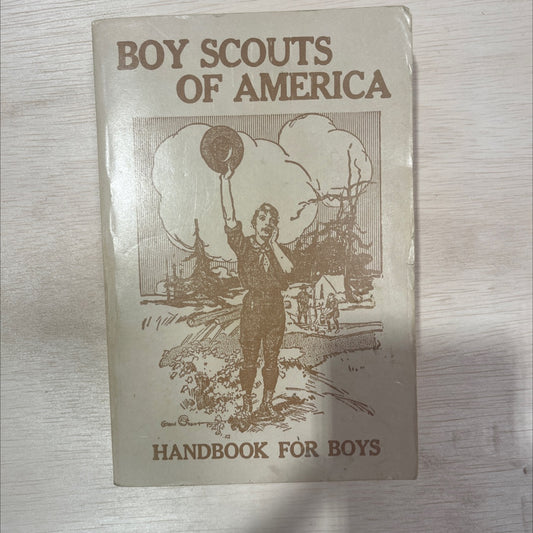 BOY SCOUTS
OF AMERICA
HANDBOOK FOR BOYS